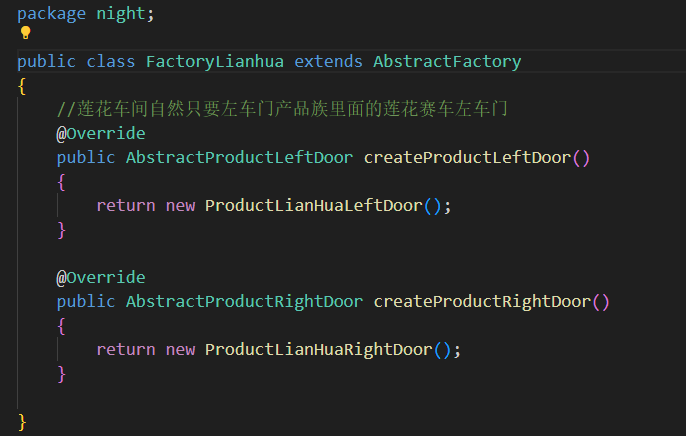 package night;
public class FactoryLianhua extends AbstractFactory
{
//莲花车间自然只要左车门产品族里面的莲花赛车左车门
@Override
public AbstractProductLeftDoor createProductLeftDoor()
{
return new ProductLianHuaLeftDoor();
}
@Override
public AbstractProductRightDoor createProductRightDoor()
{
return new ProductLianHuaRightDoor();
}
}